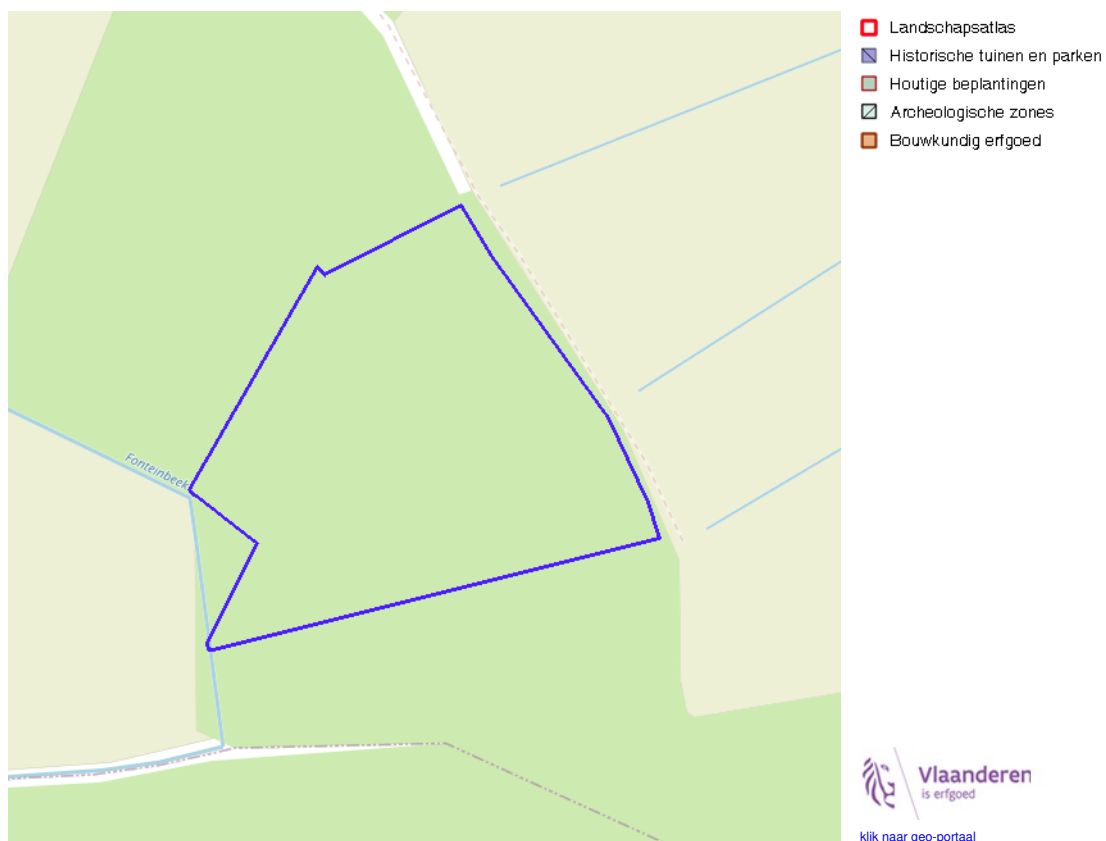 Landschapsatlas
Historische tuinen en parken
Houtige beplantingen
Archeologische zones
Bouwkundig erfgoed
Fonteinbeek
Vlaanderen
is erfgoed
klik naar geo-portaal